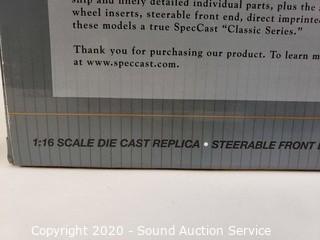 ship and finely detailed individual parts, plus the
wheel inserts, steerable front end, direct imprinted
these models a true SpecCast "Classic Series."
Thank you for purchasing our product. To learn m
at www.speccast.com.
1:16 SCALE DIE CAST REPLICA • STEERABLE FRONT
Copyright 2020 - Sound Auction Service